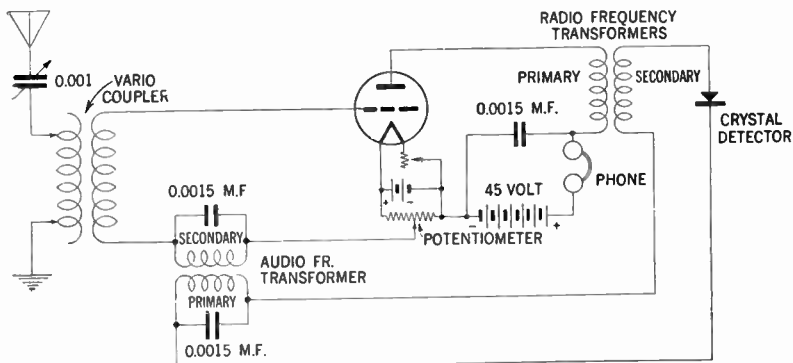 RADIO FREQUENCY
TRANSFORMERS
0.001
VARIO
COUPLER
PRIMARY
SECONDARY
0.0015 M.F.
CRYSTAL
DETECTOR
PHONE
0.0015 M.F
+
-
45 VOLT
-
+
POTENTIOMETER
SECONDARY
AUDIO FR.
TRANSFORMER
PRIMARY
0.0015 M.F.